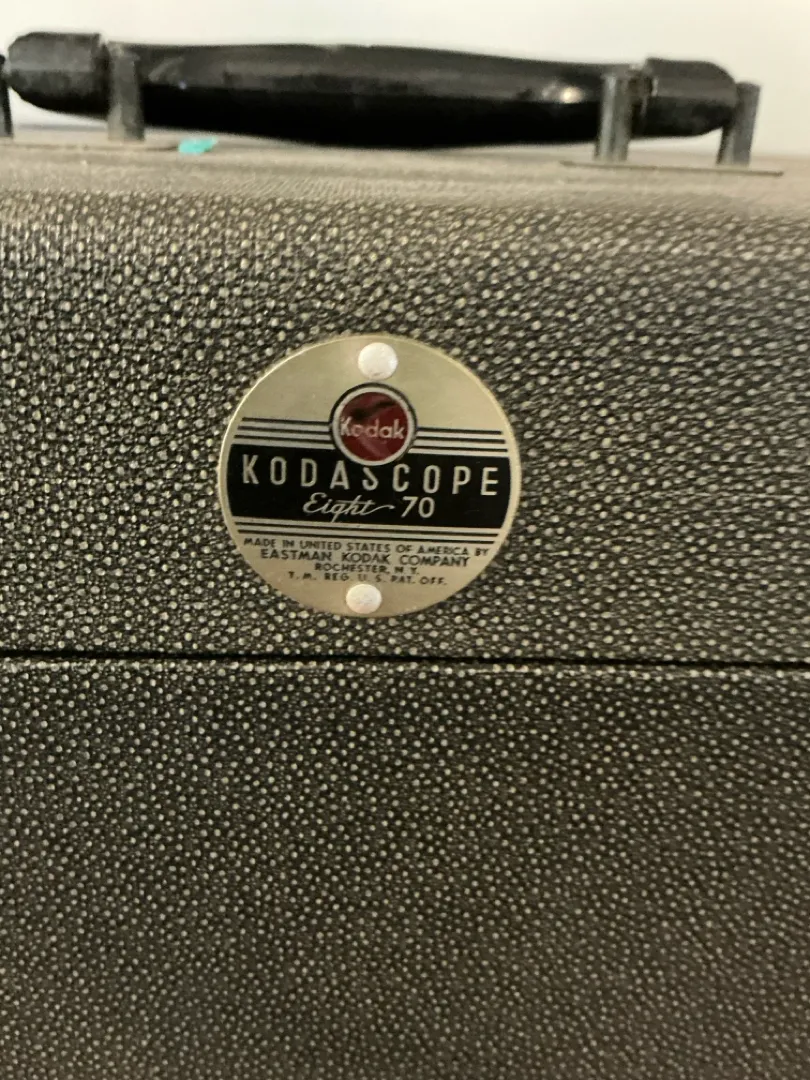 Kodak
KODASCOPE
Eight-70
MADE IN UNITED STATES OF AMERICA BY
EASTMAN KODAK COMPANY
ROCHESTER, N.Y.
T. M. REG. U. S. PAT. OFF.